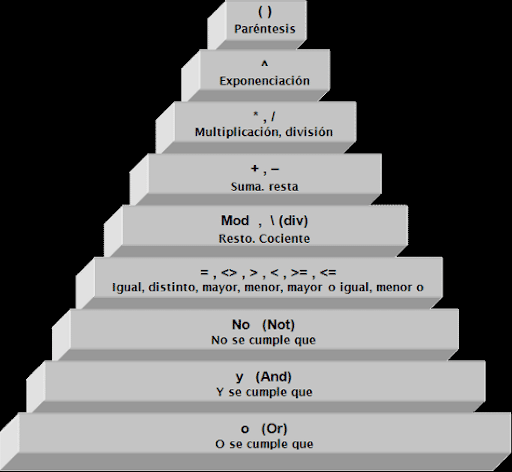 ( )
Paréntesis
^
Exponenciación
* , /
Multiplicación, división
+ , –
Suma. resta
Mod , \ (div)
Resto. Cociente
= , <> , > , < , >= , <=
Igual, distinto, mayor, menor, mayor o igual, menor o
No (Not)
No se cumple que
y (And)
Y se cumple que
o (Or)
O se cumple que